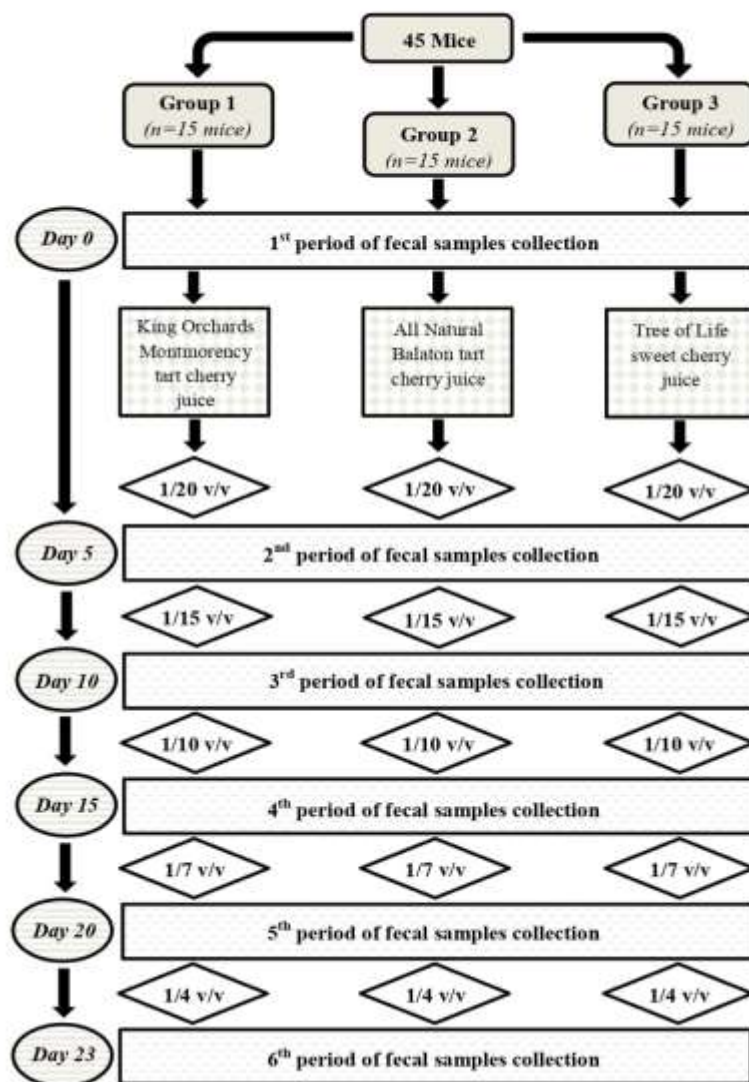 45 Mice
Group 1
(n=15 mice)
Group 2
(n=15 mice)
Group 3
(n=15 mice)
Day 0
1st period of fecal samples collection
King Orchards
Montmorency
tart cherry
juice
All Natural
Balaton tart
cherry juice
Tree of Life
sweet cherry
juice
1/20 v/v
1/20 v/v
1/20 v/v
Day 5
2nd period of fecal samples collection
1/15 v/v
1/15 v/v
1/15 v/v
Day 10
3rd period of fecal samples collection
1/10 v/v
1/10 v/v
1/10 v/v
Day 15
4th period of fecal samples collection
1/7 v/v
1/7 v/v
1/7 v/v
Day 20
5th period of fecal samples collection
1/4 v/v
1/4 v/v
1/4 v/v
Day 23
6th period of fecal samples collection